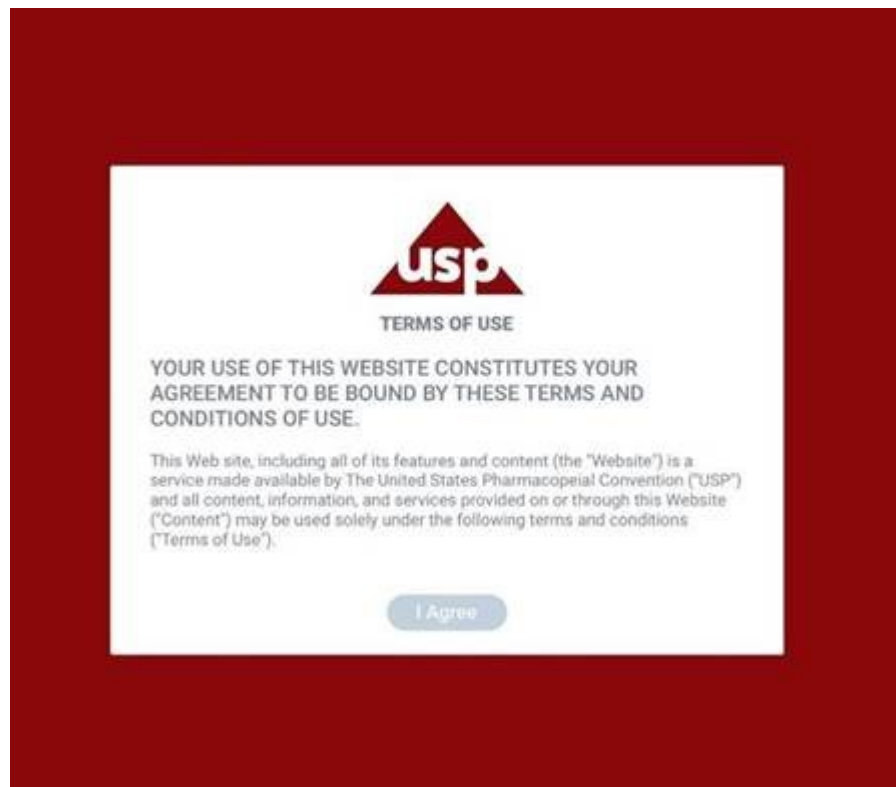 usp
TERMS OF USE
YOUR USE OF THIS WEBSITE CONSTITUTES YOUR
AGREEMENT TO BE BOUND BY THESE TERMS AND
CONDITIONS OF USE.
This Web site, including all of its features and content (the "Website") is a
service made available by The United States Pharmacopeial Convention ("USP")
and all content, information, and services provided on or through this Website
("Content") may be used solely under the following terms and conditions
("Terms of Use").
I Agree